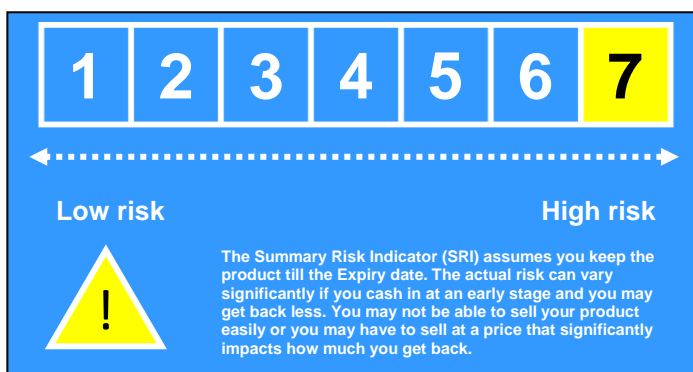 1 2 3 4 5 6 7
Low risk High risk
!
The Summary Risk Indicator (SRI) assumes you keep the
product till the Expiry date. The actual risk can vary
significantly if you cash in at an early stage and you may
get back less. You may not be able to sell your product
easily or you may have to sell at a price that significantly
impacts how much you get back.